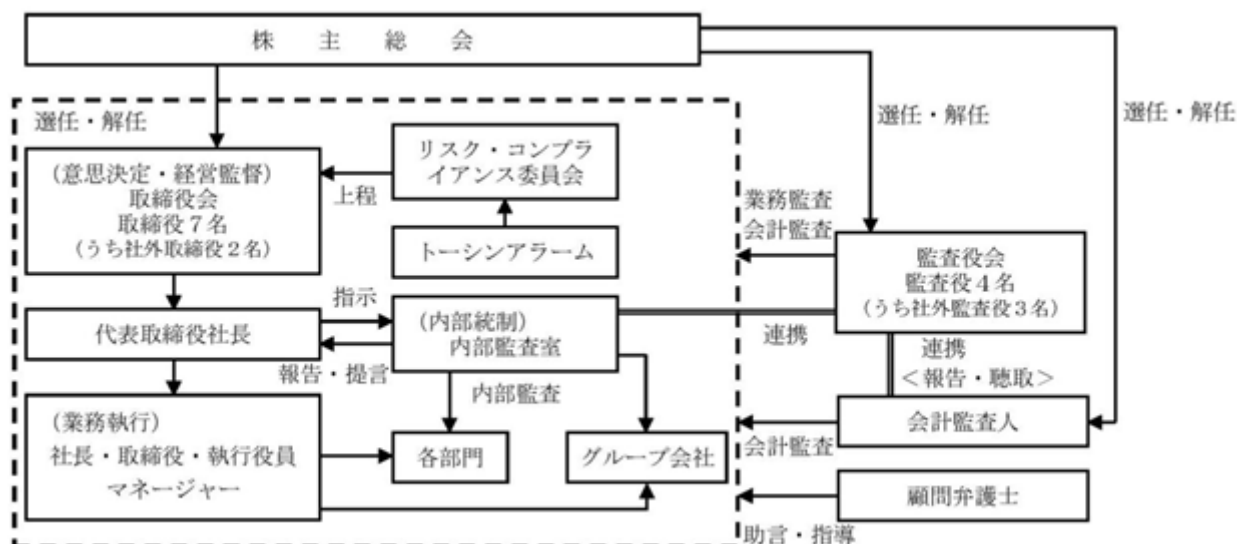 株主総会
選任・解任
選任・解任
選任・解任
(意思決定・経営監督)
取締役会
取締役7名
(うち社外取締役2名)
上程
リスク・コンプラ
イアンス委員会
トーシンアラーム
業務監査
会計監査
監査役会
監査役4名
(うち社外監査役3名)
代表取締役社長
指示
報告・提言
(内部統制)
内部監査室
連携
連携
<報告・聴取>
内部監査
(業務執行)
社長・取締役・執行役員
マネージャー
各部門
グループ会社
会計監査
会計監査人
顧問弁護士
助言・指導